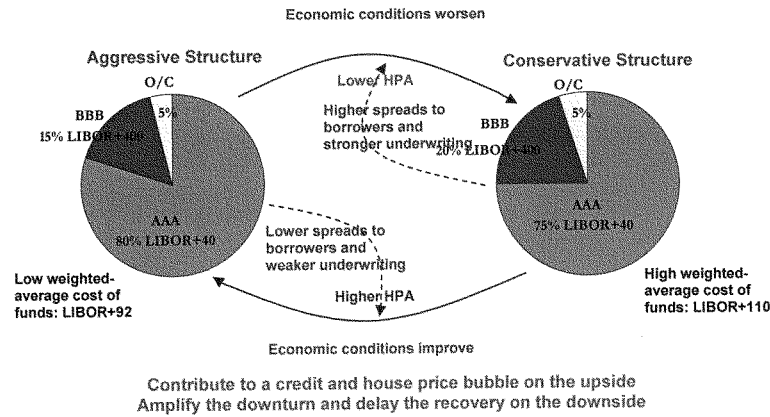 Economic conditions worsen
Aggressive Structure
Conservative Structure
O/C
5%
BBB
15% LIBOR+400
AAA
80% LIBOR+40
Low weighted-
average cost of
funds: LIBOR+92
Lower HPA
Higher spreads to
borrowers and
stronger underwriting
Lower spreads to
borrowers and
weaker underwriting
Higher HPA
O/C
5%
BBB
20% LIBOR+400
AAA
75% LIBOR+40
High weighted-
average cost of
funds: LIBOR+110
Economic conditions improve
Contribute to a credit and house price bubble on the upside
Amplify the downturn and delay the recovery on the downside